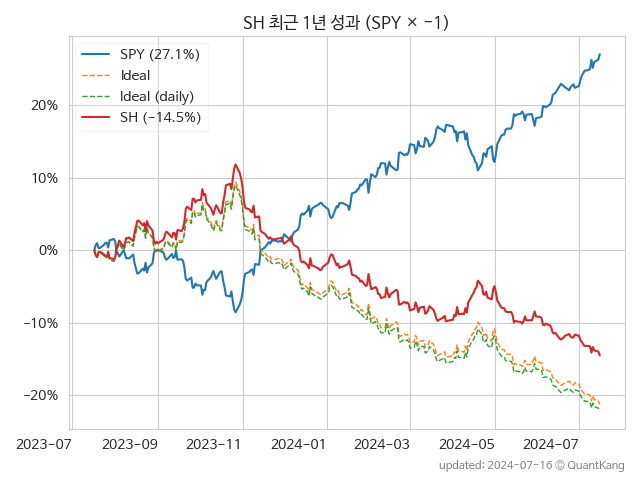 SH 최근 1년 성과 (SPY × −1)
SPY (27.1%)
Ideal
Ideal (daily)
SH (−14.5%)
20%
10%
0%
−10%
−20%
2023-07 2023-09 2023-11 2024-01 2024-03 2024-05 2024-07
updated: 2024-07-16 © QuantKang